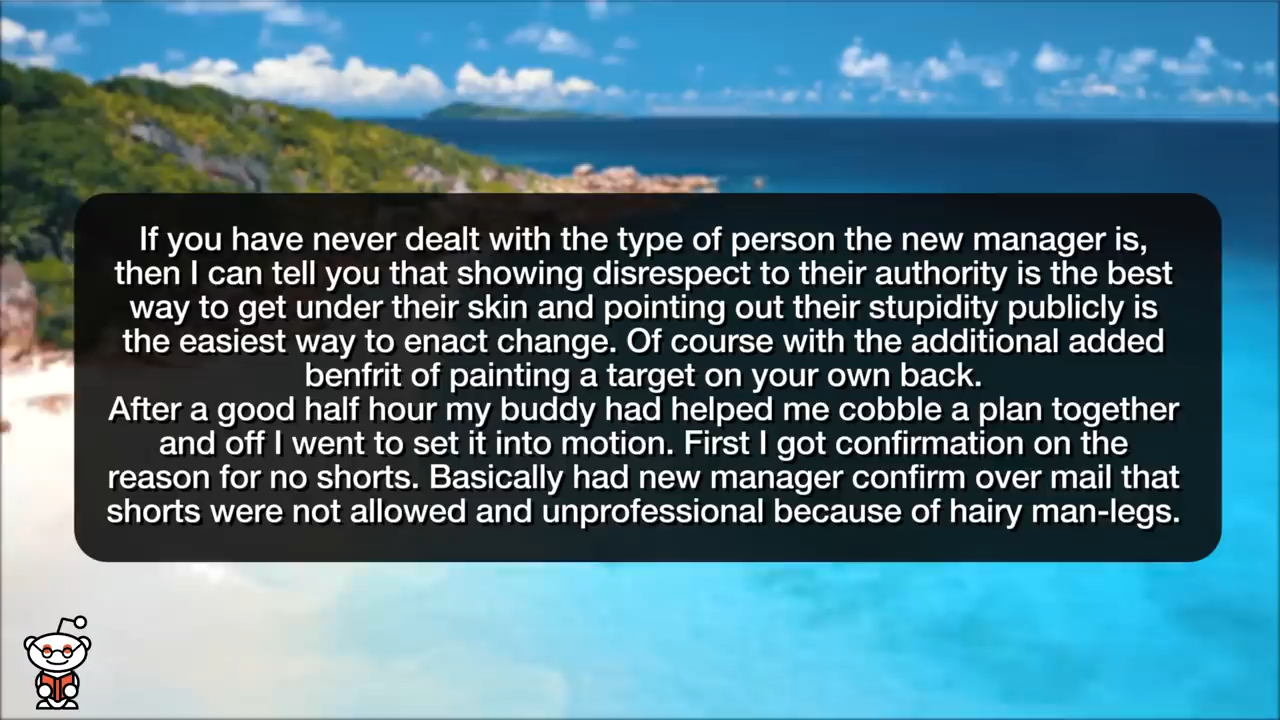 If you have never dealt with the type of person the new manager is,
then I can tell you that showing disrespect to their authority is the best
way to get under their skin and pointing out their stupidity publicly is
the easiest way to enact change. Of course with the additional added
benfrit of painting a target on your own back.
After a good half hour my buddy had helped me cobble a plan together
and off I went to set it into motion. First I got confirmation on the
reason for no shorts. Basically had new manager confirm over mail that
shorts were not allowed and unprofessional because of hairy man-legs.